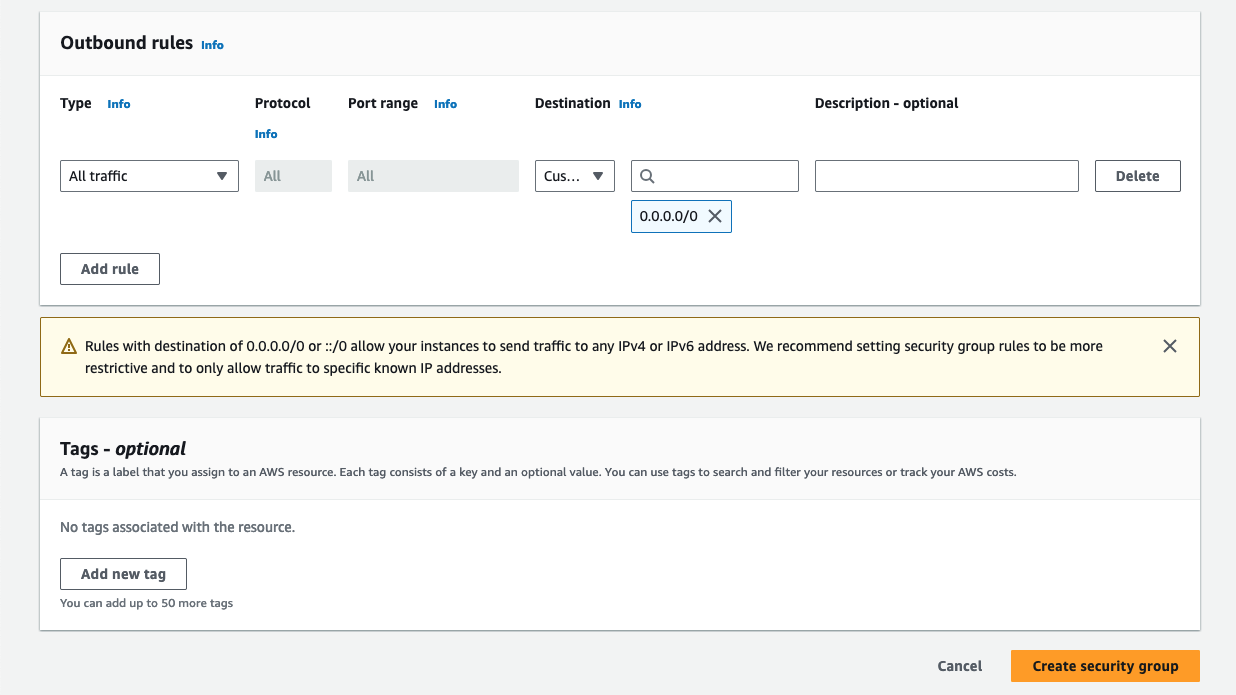 Outbound rules Info
Type Info Protocol Port range Info Destination Info Description - optional
Info
All traffic All All Cus... Delete
0.0.0.0/0
Add rule
Rules with destination of 0.0.0.0/0 or ::/0 allow your instances to send traffic to any IPv4 or IPv6 address. We recommend setting security group rules to be more
restrictive and to only allow traffic to specific known IP addresses.
Tags - optional
A tag is a label that you assign to an AWS resource. Each tag consists of a key and an optional value. You can use tags to search and filter your resources or track your AWS costs.
No tags associated with the resource.
Add new tag
You can add up to 50 more tags
Cancel Create security group